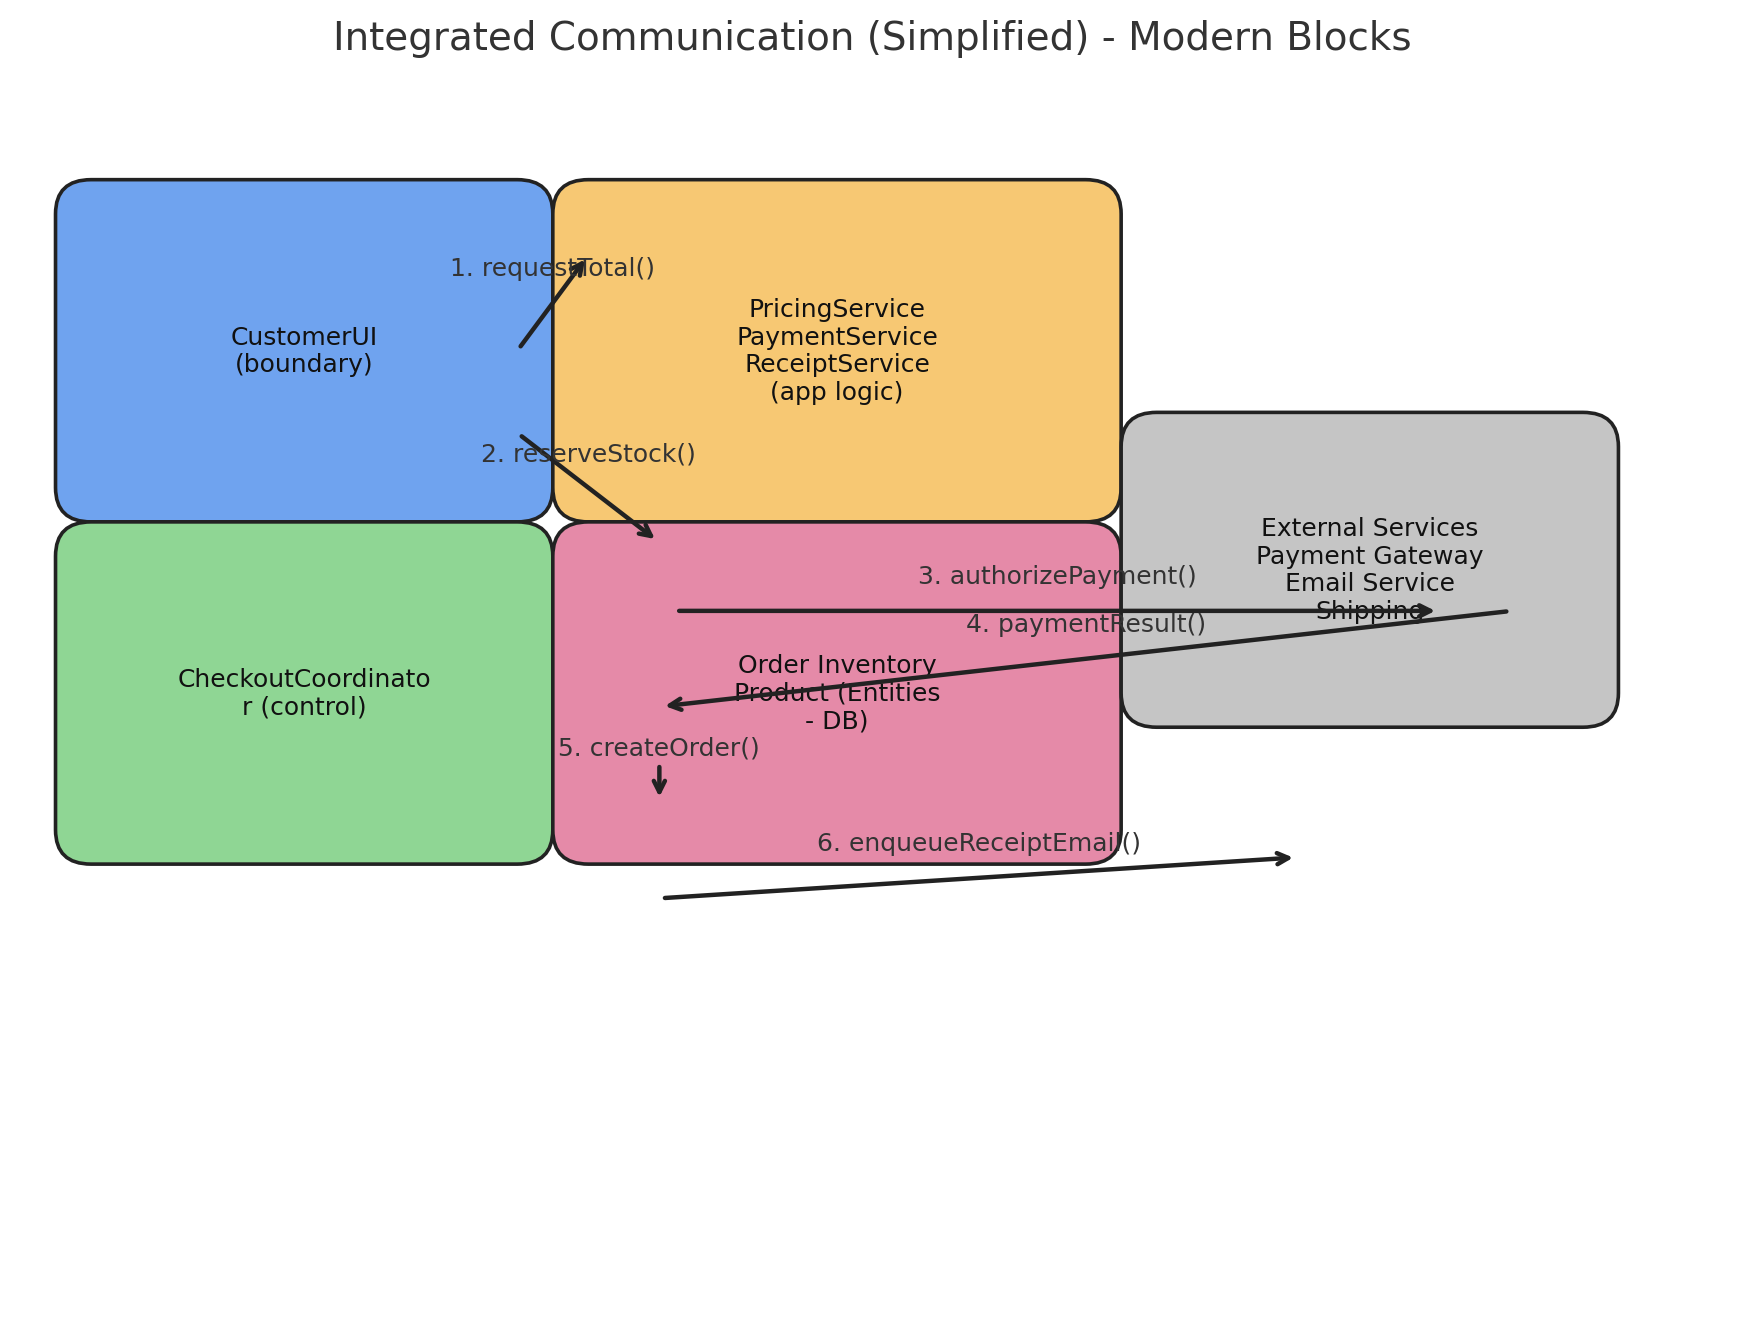 Integrated Communication (Simplified) - Modern Blocks
1. requestTotal()
CustomerUI
(boundary)
PricingService
PaymentService
ReceiptService
(app logic)
2. reserveStock()
External Services
Payment Gateway
Email Service
Shipping
3. authorizePayment()
4. paymentResult()
CheckoutCoordinato
r (control)
Order Inventory
Product (Entities
- DB)
5. createOrder()
6. enqueueReceiptEmail()